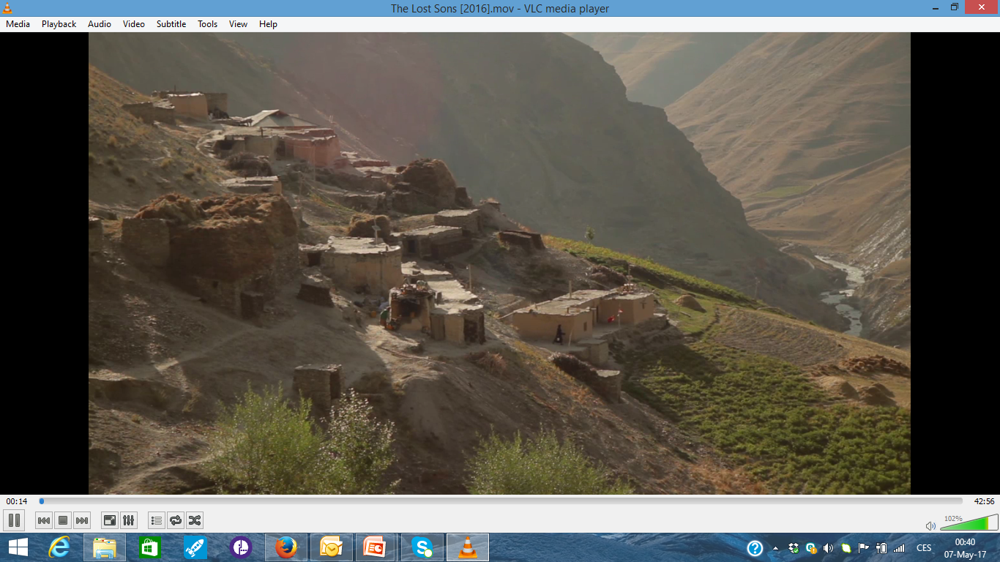 The Lost Sons [2016].mov - VLC media player
Media Playback Audio Video Subtitle Tools View Help
00:14 42:56
102%
CES
00:40
07-May-17